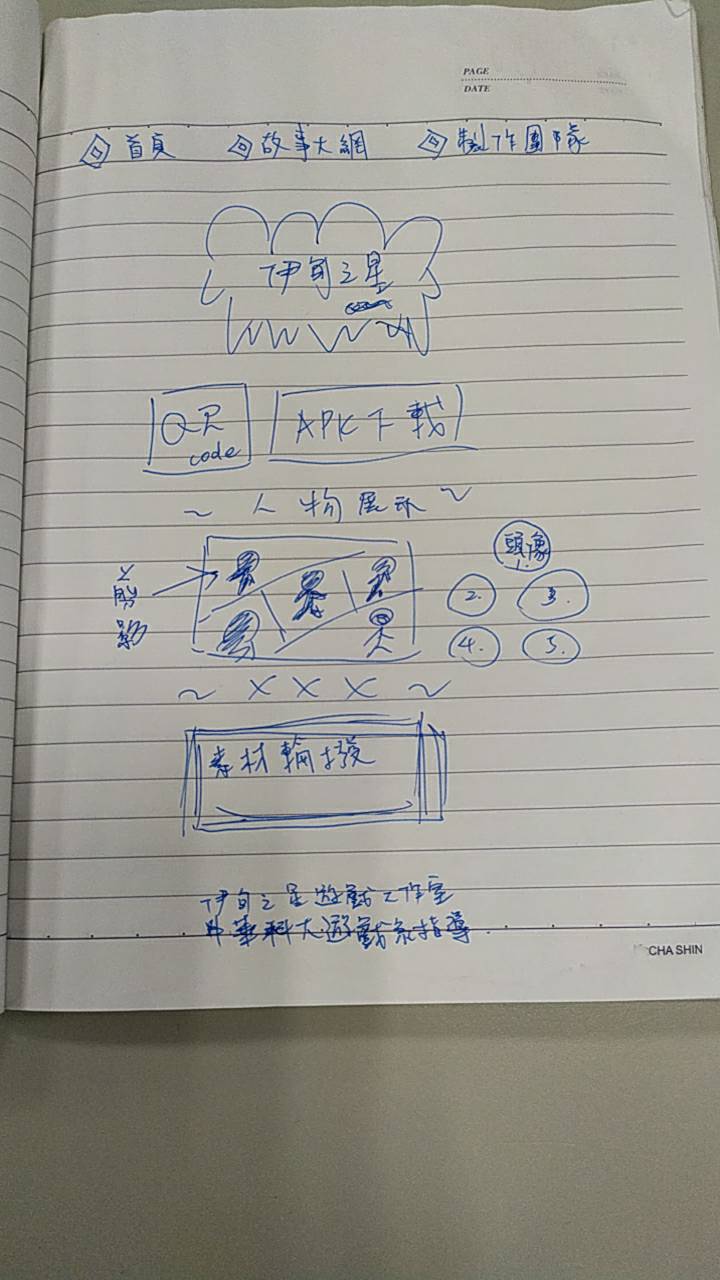 PAGE
DATE
首頁 故事大綱 製作團隊
伊甸之星
QR code
APK下載
~ 人物展示 ~
剪影
頭像
1.
2. 3.
4. 5.
~ X X X ~
素材輪撥
伊甸之星遊戲工作室
中華科大遊戲系指導
CHA SHIN